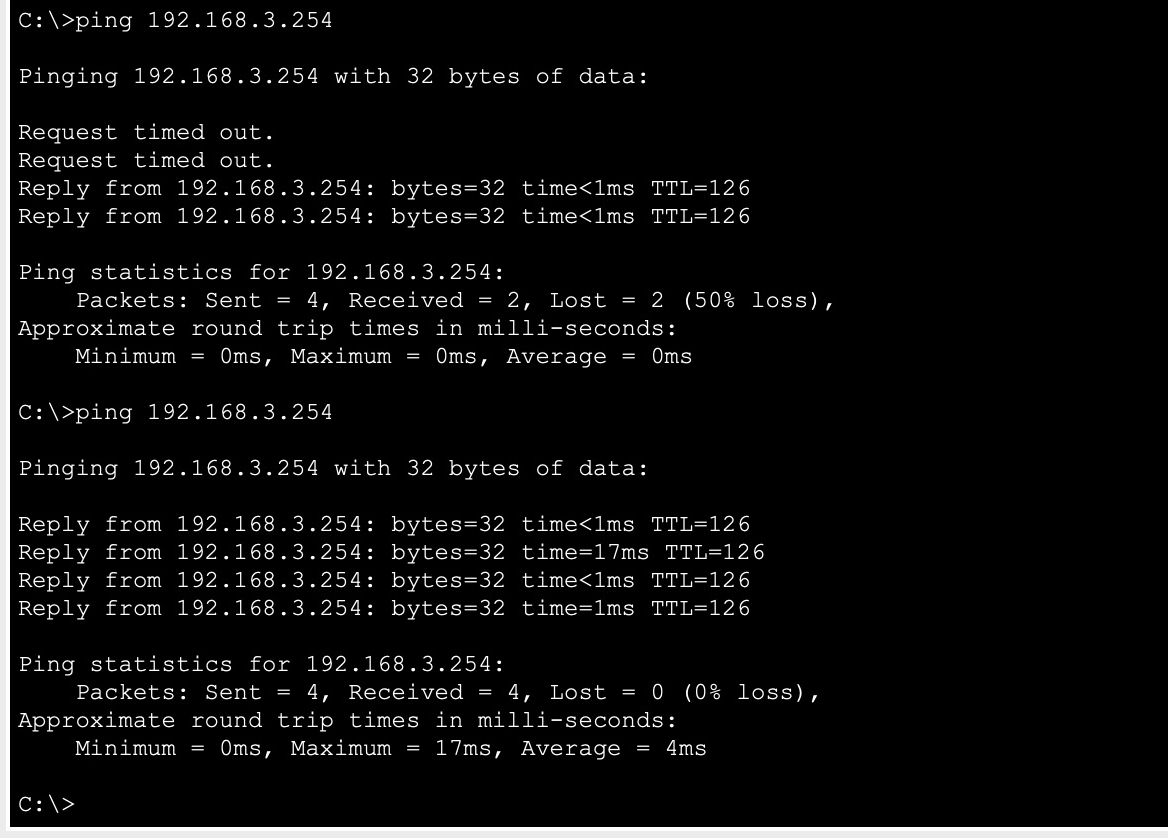 C:\>ping 192.168.3.254
Pinging 192.168.3.254 with 32 bytes of data:
Request timed out.
Request timed out.
Reply from 192.168.3.254: bytes=32 time<1ms TTL=126
Reply from 192.168.3.254: bytes=32 time<1ms TTL=126
Ping statistics for 192.168.3.254:
    Packets: Sent = 4, Received = 2, Lost = 2 (50% loss),
Approximate round trip times in milli-seconds:
    Minimum = 0ms, Maximum = 0ms, Average = 0ms
C:\>ping 192.168.3.254
Pinging 192.168.3.254 with 32 bytes of data:
Reply from 192.168.3.254: bytes=32 time<1ms TTL=126
Reply from 192.168.3.254: bytes=32 time=17ms TTL=126
Reply from 192.168.3.254: bytes=32 time<1ms TTL=126
Reply from 192.168.3.254: bytes=32 time=1ms TTL=126
Ping statistics for 192.168.3.254:
    Packets: Sent = 4, Received = 4, Lost = 0 (0% loss),
Approximate round trip times in milli-seconds:
    Minimum = 0ms, Maximum = 17ms, Average = 4ms
C:\>